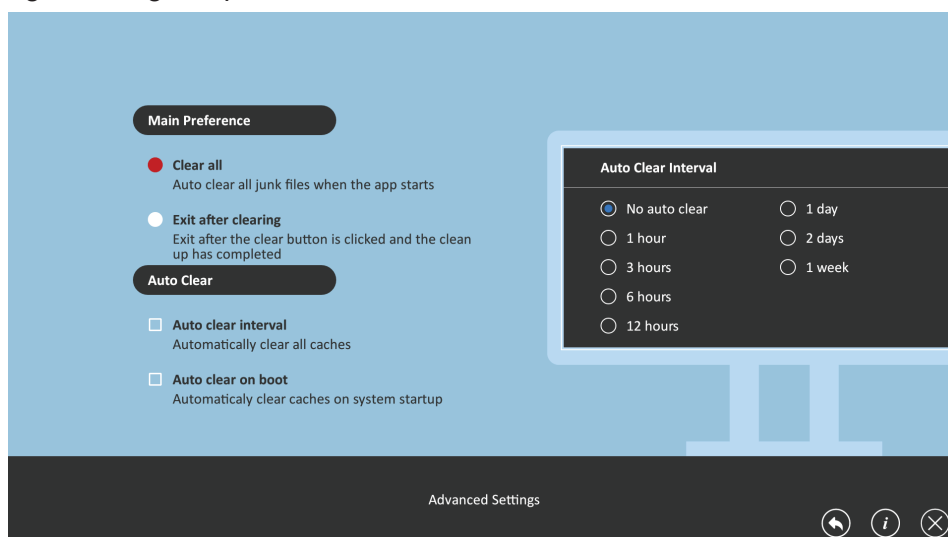 Main Preference
Clear all
Auto clear all junk files when the app starts
Exit after clearing
Exit after the clear button is clicked and the clean
up has completed
Auto Clear
Auto clear interval
Automatically clear all caches
Auto clear on boot
Automaticaly clear caches on system startup
Auto Clear Interval
No auto clear
1 hour
3 hours
6 hours
12 hours
1 day
2 days
1 week
Advanced Settings
i